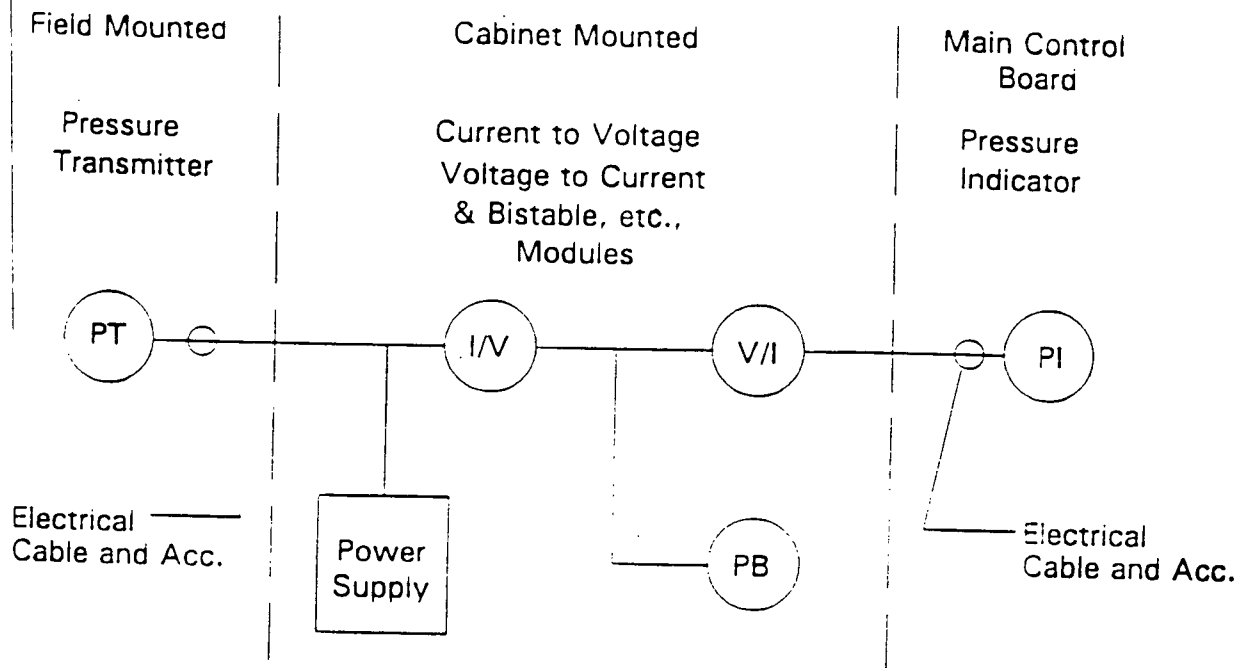 Field Mounted
Cabinet Mounted
Main Control
Board
Pressure
Transmitter
Current to Voltage
Voltage to Current
& Bistable, etc.,
Modules
Pressure
Indicator
PT
I/V
V/I
PI
Electrical
Cable and Acc.
Power
Supply
PB
Electrical
Cable and Acc.